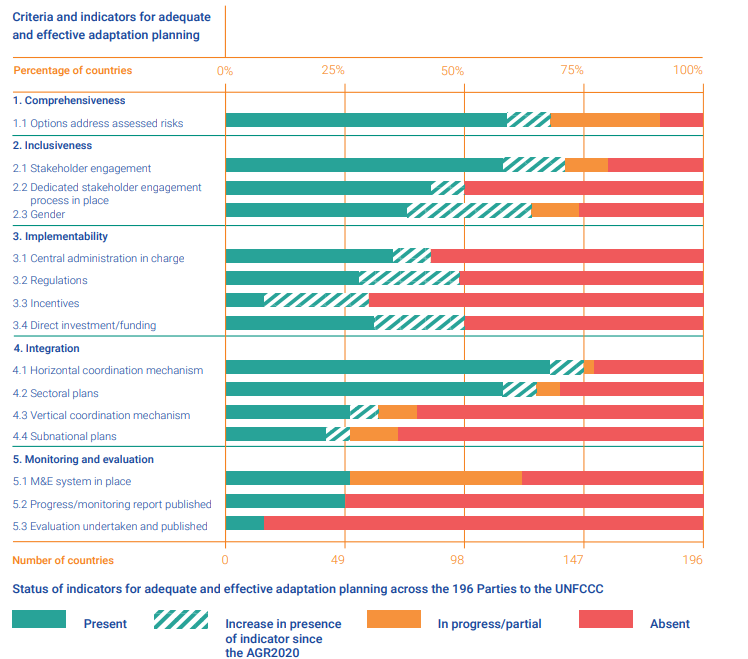 Criteria and indicators for adequate
and effective adaptation planning
Percentage of countries 0% 25% 50% 75% 100%
1. Comprehensiveness
1.1 Options address assessed risks
2. Inclusiveness
2.1 Stakeholder engagement
2.2 Dedicated stakeholder engagement
process in place
2.3 Gender
3. Implementability
3.1 Central administration in charge
3.2 Regulations
3.3 Incentives
3.4 Direct investment/funding
4. Integration
4.1 Horizontal coordination mechanism
4.2 Sectoral plans
4.3 Vertical coordination mechanism
4.4 Subnational plans
5. Monitoring and evaluation
5.1 M&E system in place
5.2 Progress/monitoring report published
5.3 Evaluation undertaken and published
Number of countries 0 49 98 147 196
Status of indicators for adequate and effective adaptation planning across the 196 Parties to the UNFCCC
Present
Increase in presence
of indicator since
the AGR2020
In progress/partial
Absent